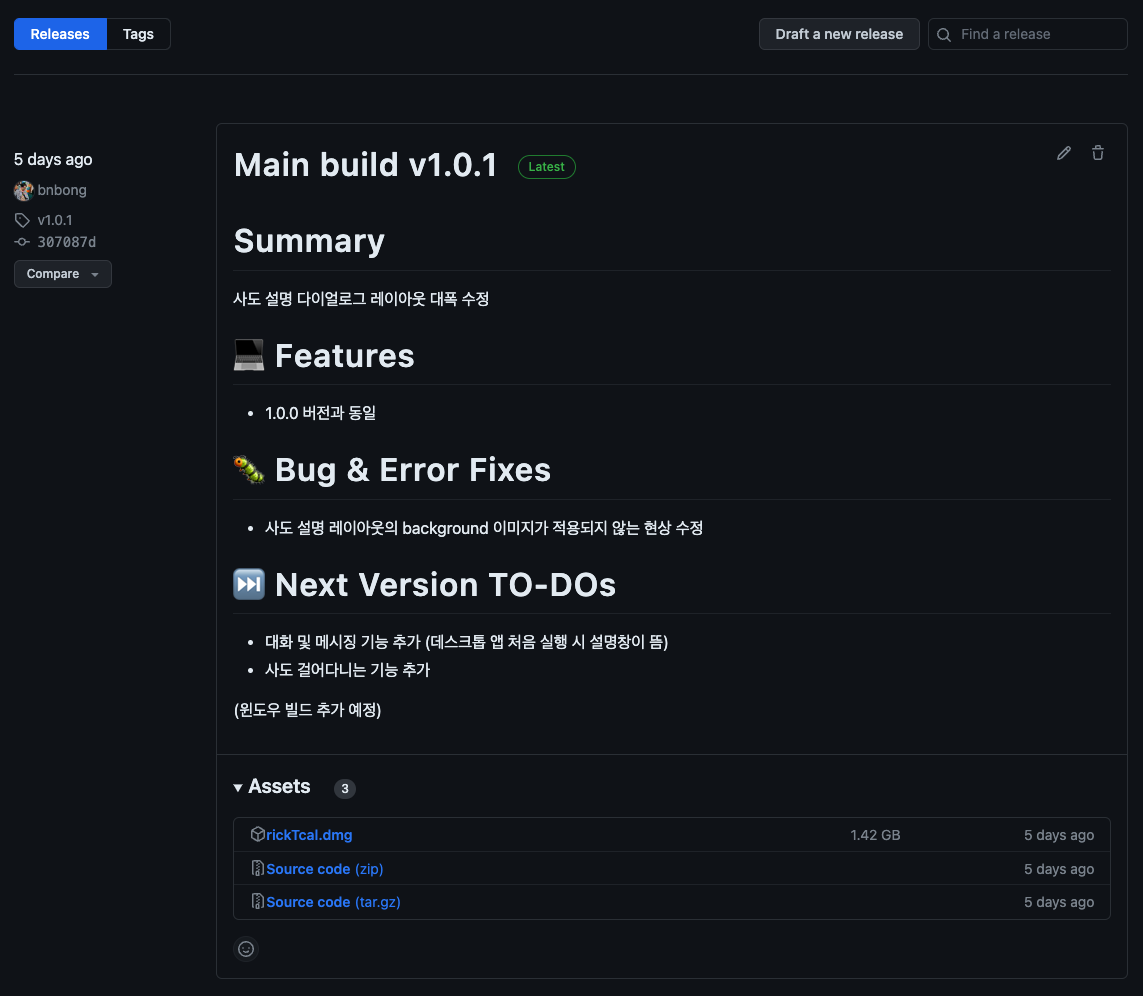 Releases Tags Draft a new release Find a release
5 days ago
bnbong
v1.0.1
307087d
Compare
Main build v1.0.1 Latest
Summary
사도 설명 다이얼로그 레이아웃 대폭 수정
💻 Features
• 1.0.0 버전과 동일
🐛 Bug & Error Fixes
• 사도 설명 레이아웃의 background 이미지가 적용되지 않는 현상 수정
⏭️ Next Version TO-DOs
• 대화 및 메시징 기능 추가 (데스크톱 앱 처음 실행 시 설명창이 뜸)
• 사도 걸어다니는 기능 추가
(윈도우 빌드 추가 예정)
Assets 3
rickTcal.dmg 1.42 GB 5 days ago
Source code (zip) 5 days ago
Source code (tar.gz) 5 days ago